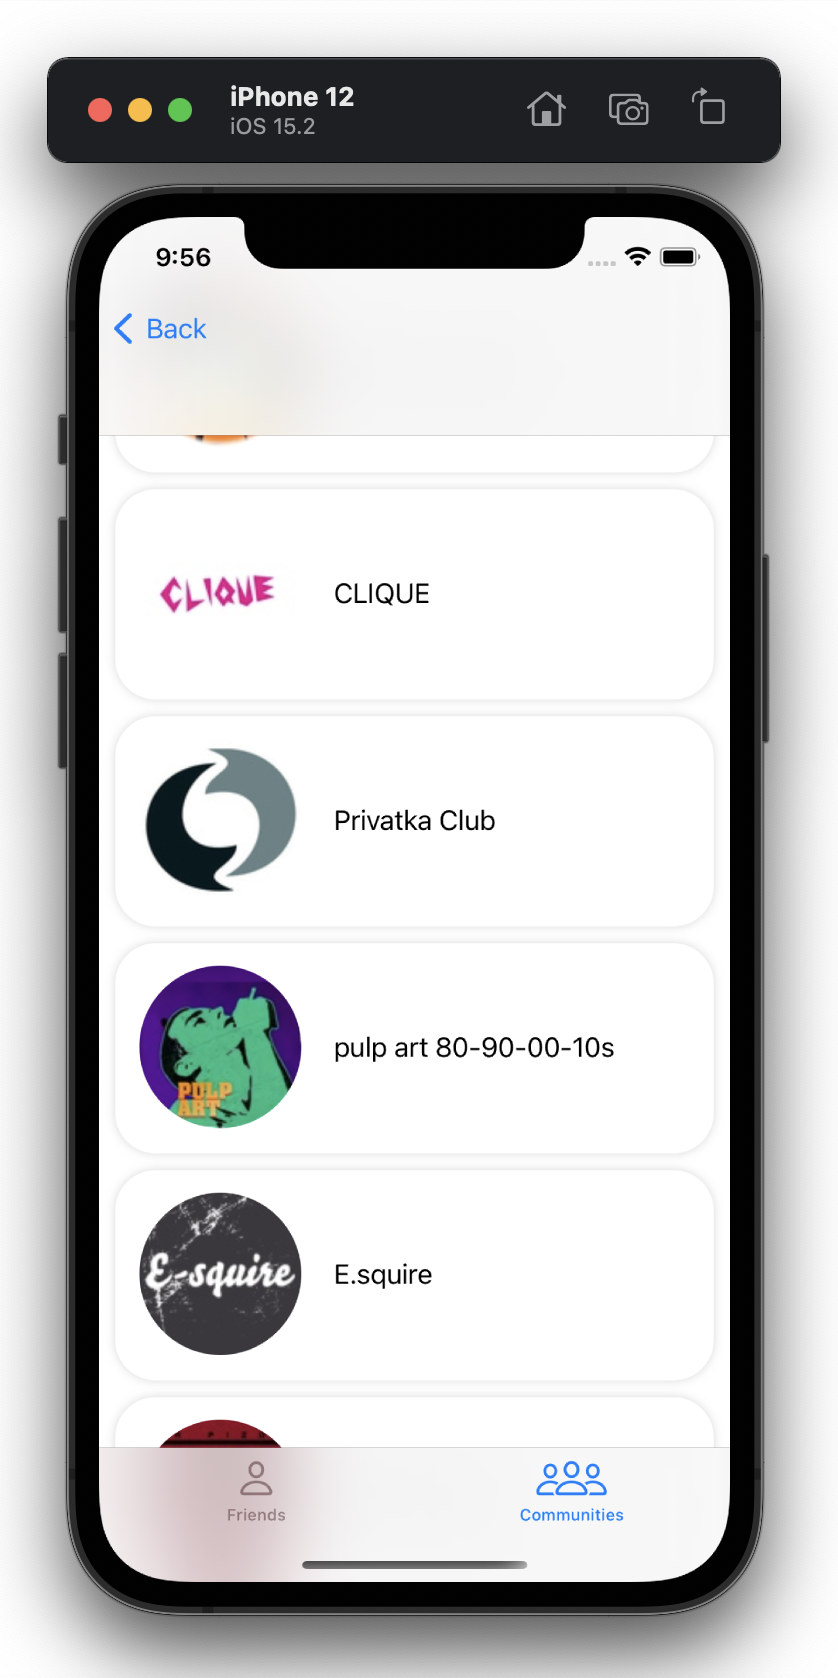 iPhone 12
iOS 15.2
9:56
Back
CLIQUE
CLIQUE
Privatka Club
PULP
ART
pulp art 80-90-00-10s
E-squire
E.squire
Friends
Communities